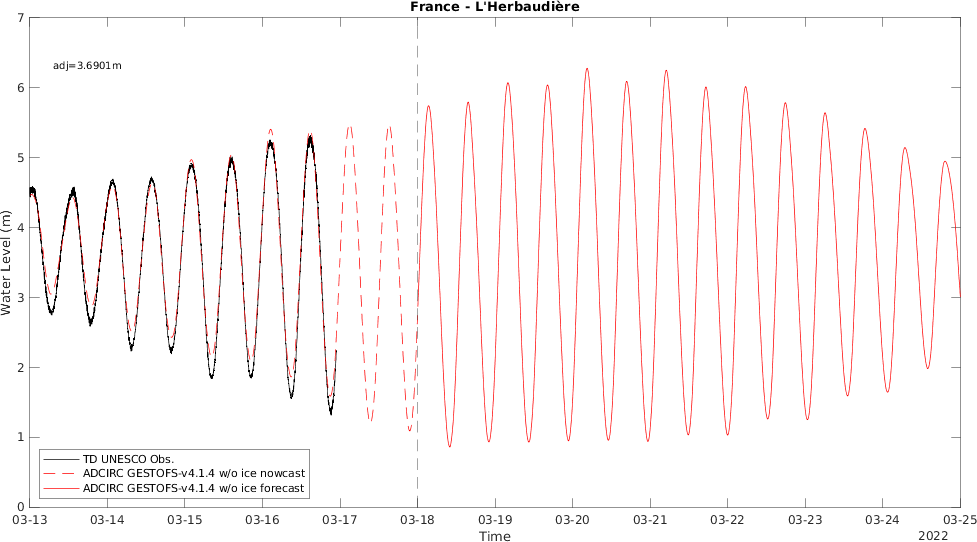 France - L'Herbaudière
7
adj=3.6901m
6
5
4
3
2
1
0
Water Level (m)
TD UNESCO Obs.
ADCIRC GESTOFS-v4.1.4 w/o ice nowcast
ADCIRC GESTOFS-v4.1.4 w/o ice forecast
03-13 03-14 03-15 03-16 03-17 03-18 03-19 03-20 03-21 03-22 03-23 03-24 03-25
Time
2022